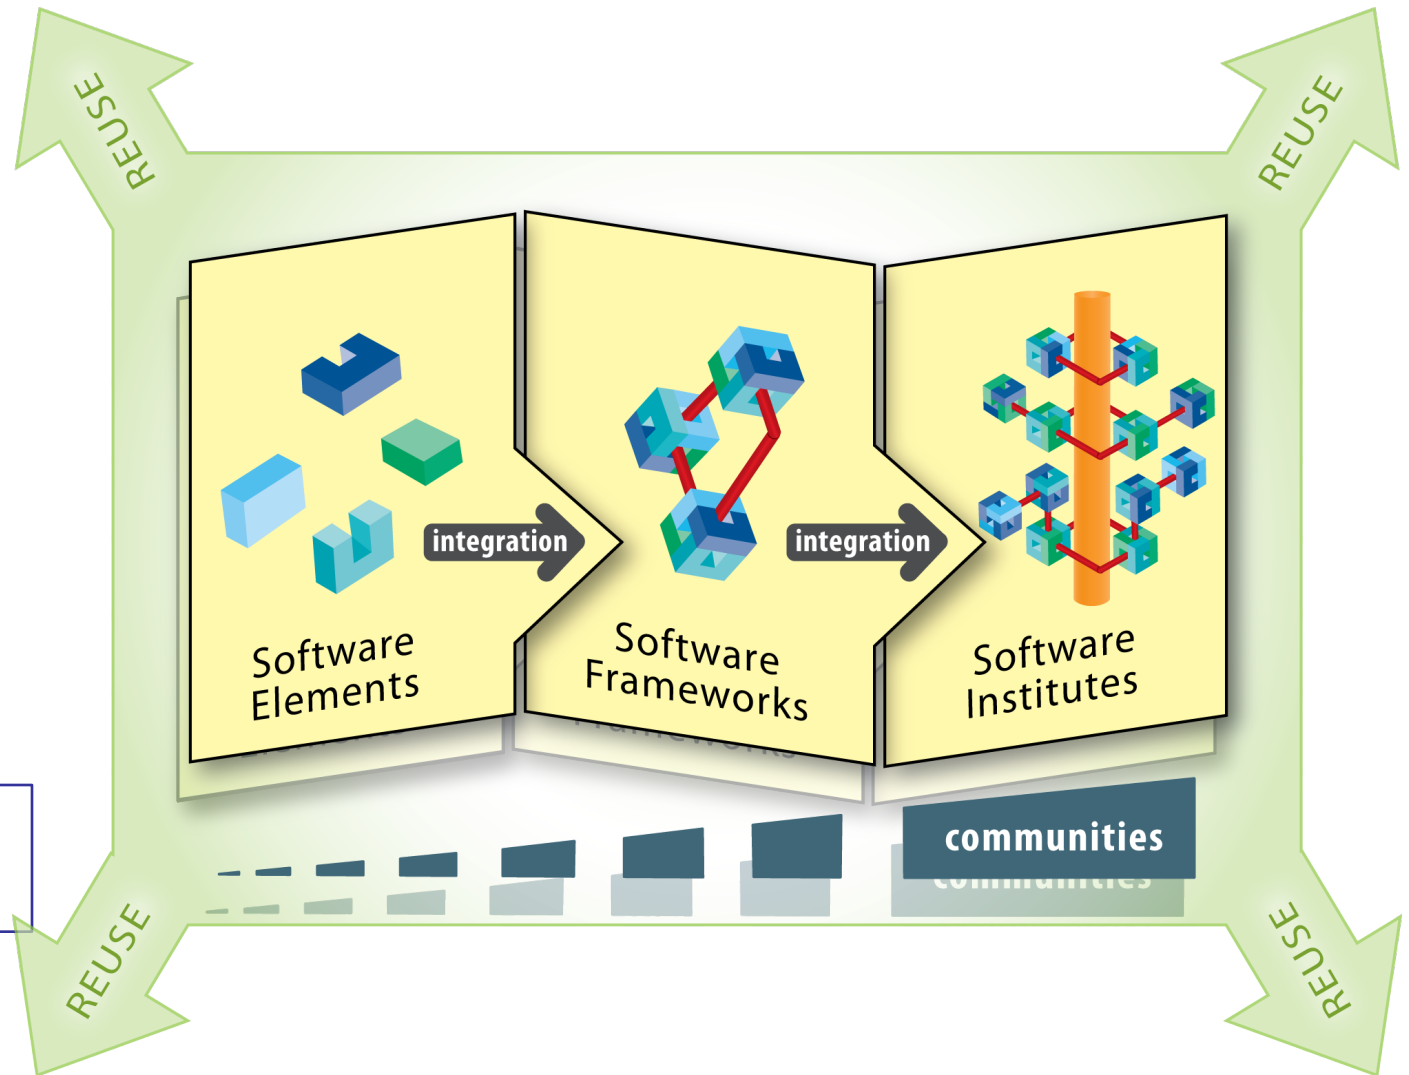 REUSE
REUSE
integration
integration
Software
Elements
Software
Frameworks
Software
Institutes
communities
REUSE
REUSE